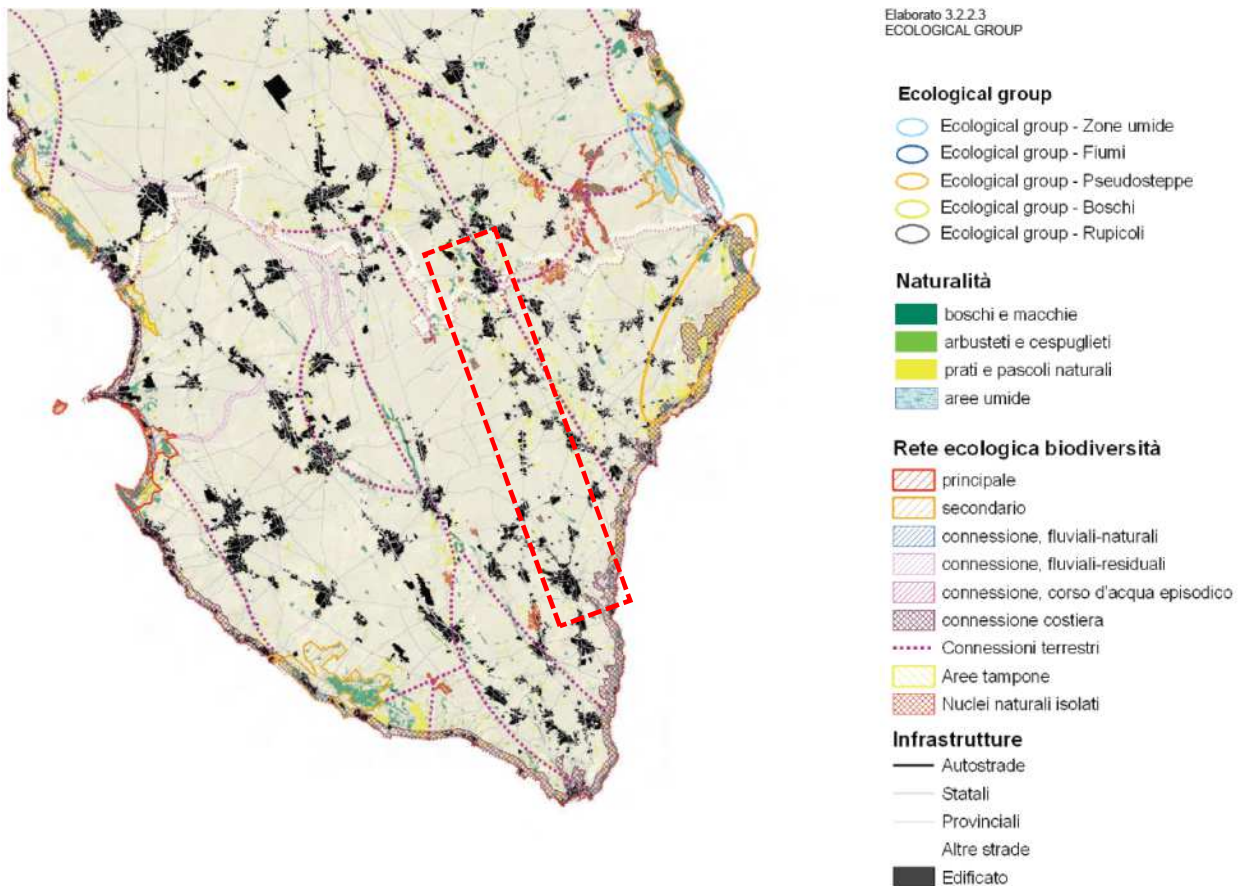 Elaborato 3.2.2.3
ECOLOGICAL GROUP
Ecological group
Ecological group - Zone umide
Ecological group - Fiumi
Ecological group - Pseudosteppe
Ecological group - Boschi
Ecological group - Rupicoli
Naturalità
boschi e macchie
arbusteti e cespuglieti
prati e pascoli naturali
aree umide
Rete ecologica biodiversità
principale
secondario
connessione, fluviali-naturali
connessione, fluviali-residuali
connessione, corso d'acqua episodico
connessione costiera
Connessioni terrestri
Aree tampone
Nuclei naturali isolati
Infrastrutture
Autostrade
Statali
Provinciali
Altre strade
Edificato